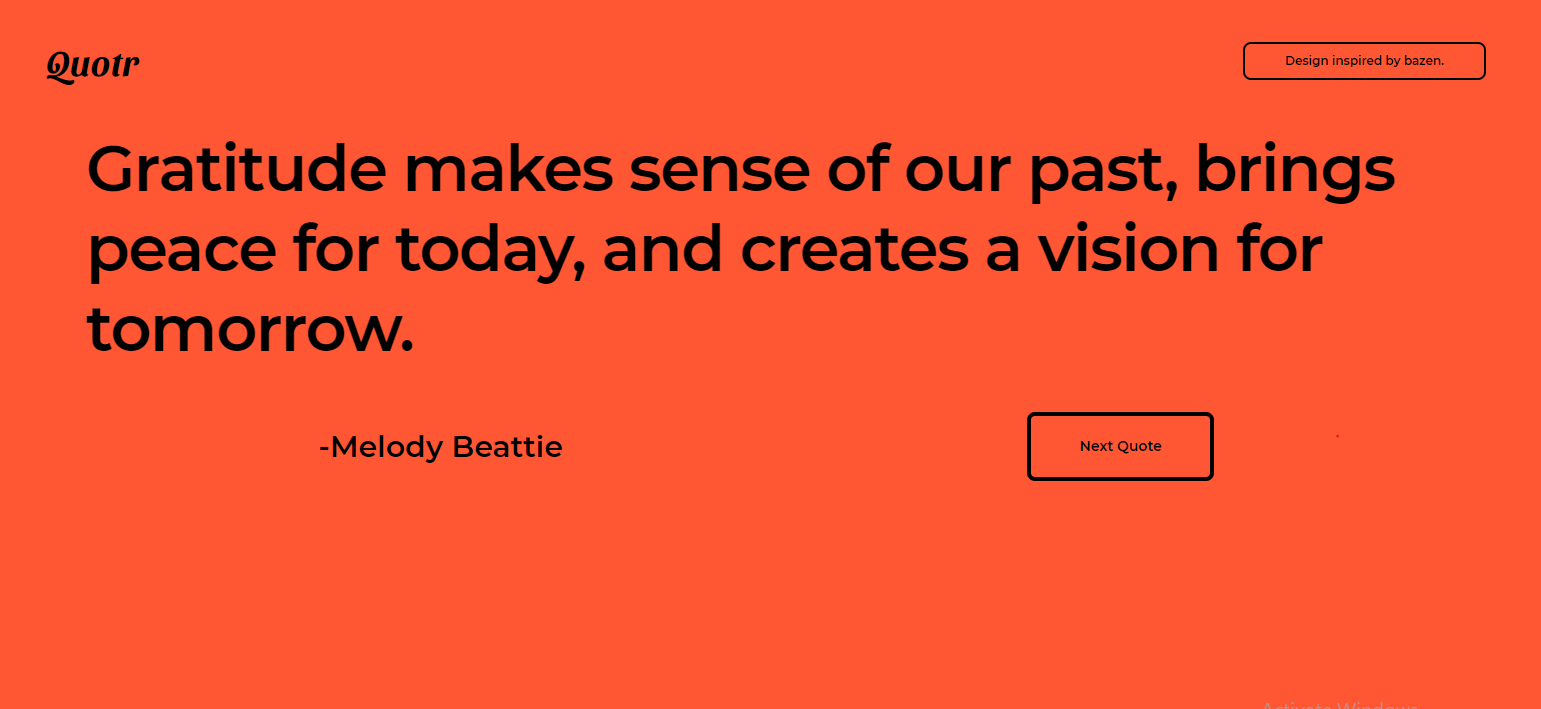 Quotr
Design inspired by bazen.
Gratitude makes sense of our past, brings
peace for today, and creates a vision for
tomorrow.
-Melody Beattie
Next Quote
Activate Windows